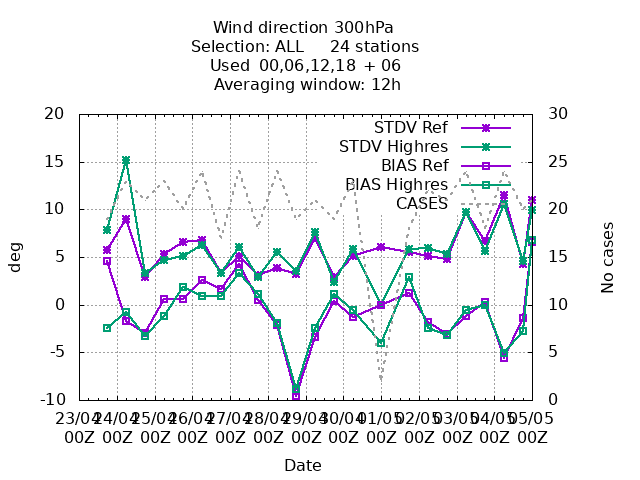 Wind direction 300hPa
Selection: ALL 24 stations
Used 00,06,12,18 + 06
Averaging window: 12h
20 30
STDV Ref
STDV Highres
15 BIAS Ref 25
BIAS Highres
10 CASES 20
5 15
0 10
-5 5
-10 0
deg
No cases
23/04 24/04 25/04 26/04 27/04 28/04 29/04 30/04 01/05 02/05 03/05 04/05 05/05
00Z 00Z 00Z 00Z 00Z 00Z 00Z 00Z 00Z 00Z 00Z 00Z 00Z
Date